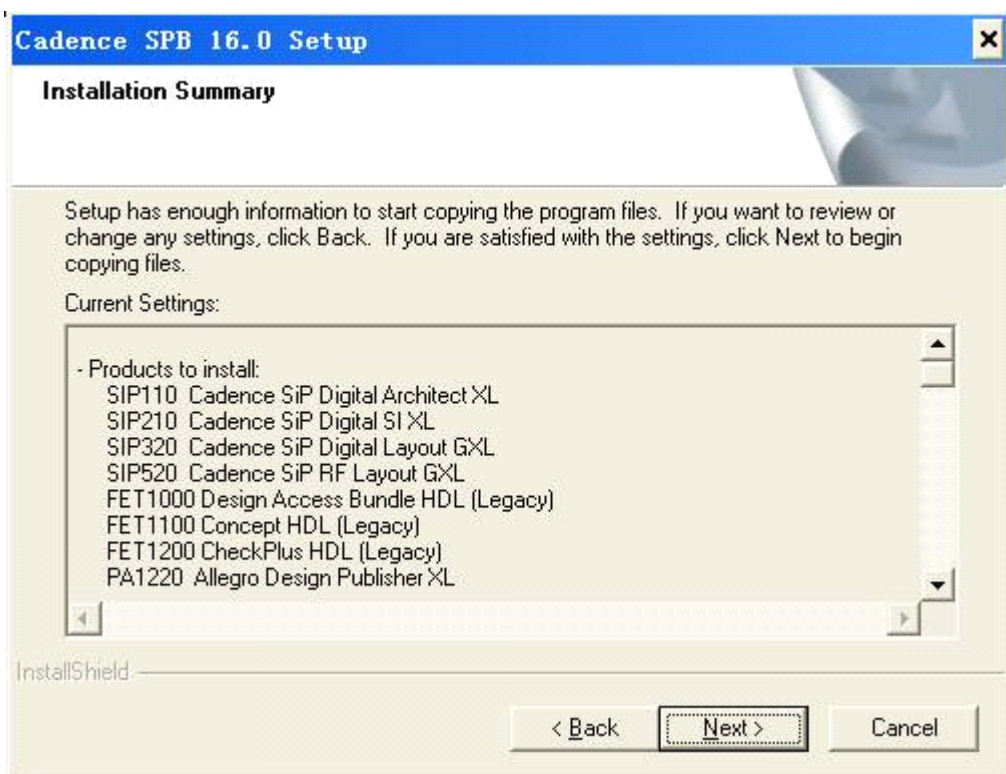 Cadence SPB 16.0 Setup
Installation Summary
Setup has enough information to start copying the program files. If you want to review or
change any settings, click Back. If you are satisfied with the settings, click Next to begin
copying files.
Current Settings:
- Products to install:
SIP110 Cadence SiP Digital Architect XL
SIP210 Cadence SiP Digital SI XL
SIP320 Cadence SiP Digital Layout GXL
SIP520 Cadence SiP RF Layout GXL
FET1000 Design Access Bundle HDL (Legacy)
FET1100 Concept HDL (Legacy)
FET1200 CheckPlus HDL (Legacy)
PA1220 Allegro Design Publisher XL
InstallShield
< Back Next > Cancel